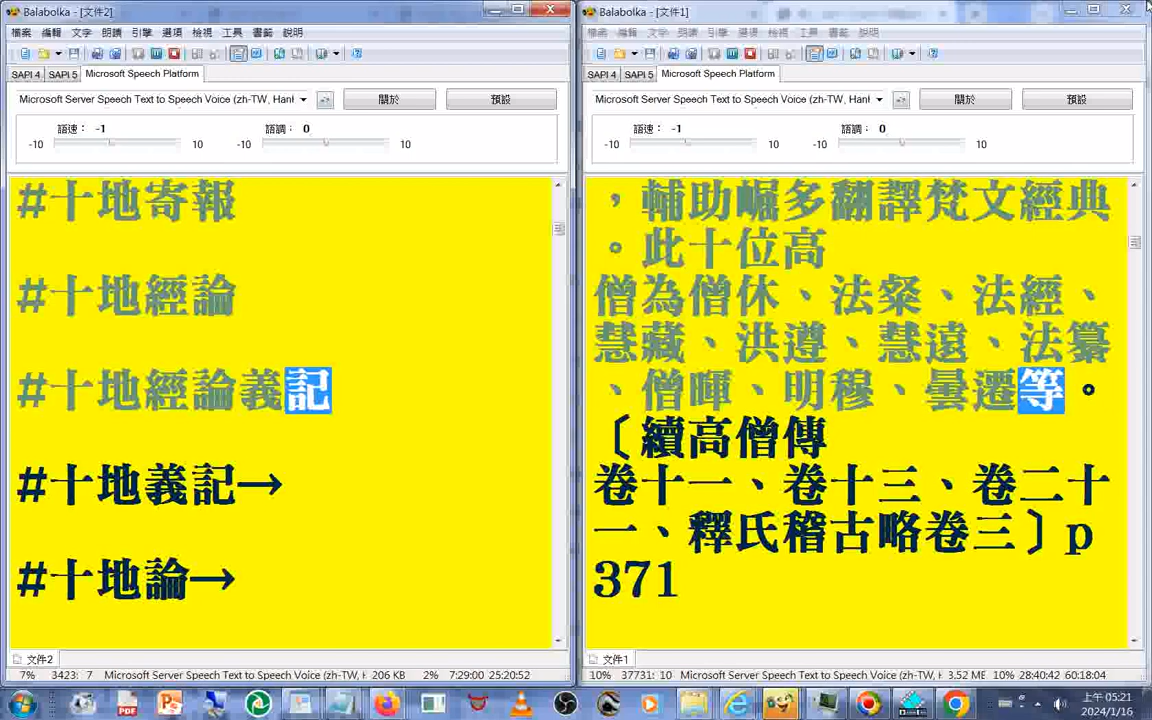 Balabolka - [文件2]
檔案 編輯 文字 朗讀 引擎 選項 檢視 工具 書籤 說明
SAPI 4 SAPI 5 Microsoft Speech Platform
Microsoft Server Speech Text to Speech Voice (zh-TW, Hanl
關於
預設
語速： -1
語調： 0
-10 10 -10 10
#十地寄報
#十地經論
#十地經論義記
#十地義記→
#十地論→
文件2
7% 3423: 7 Microsoft Server Speech Text to Speech Voice (zh-TW, H 206 KB 2% 7:29:00 25:20:52
Balabolka - [文件1]
檔案 編輯 文字 朗讀 引擎 選項 檢視 工具 書籤 說明
SAPI 4 SAPI 5 Microsoft Speech Platform
Microsoft Server Speech Text to Speech Voice (zh-TW, Hanl
關於
預設
語速： -1
語調： 0
-10 10 -10 10
，輔助崛多翻譯梵文經典
。此十位高
僧為僧休、法粲、法經、
慧藏、洪遵、慧遠、法纂
、僧暉、明穆、曇遷等。
〔續高僧傳
卷十一、卷十三、卷二十
一、釋氏稽古略卷三〕p
371
文件1
10% 37731: 10 Microsoft Server Speech Text to Speech Voice (zh-TW, H 3.52 ME 10% 28:40:42 60:18:04
上午 05:21
2024/1/16